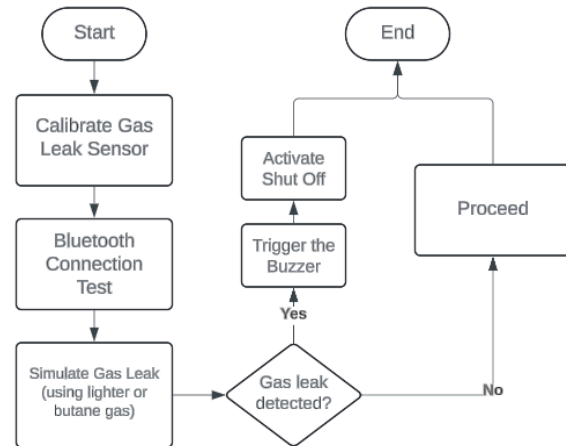 Start
Calibrate Gas
Leak Sensor
Bluetooth
Connection
Test
Simulate Gas Leak
(using lighter or
butane gas)
Gas leak
detected?
Yes
Trigger the
Buzzer
Activate
Shut Off
No
Proceed
End